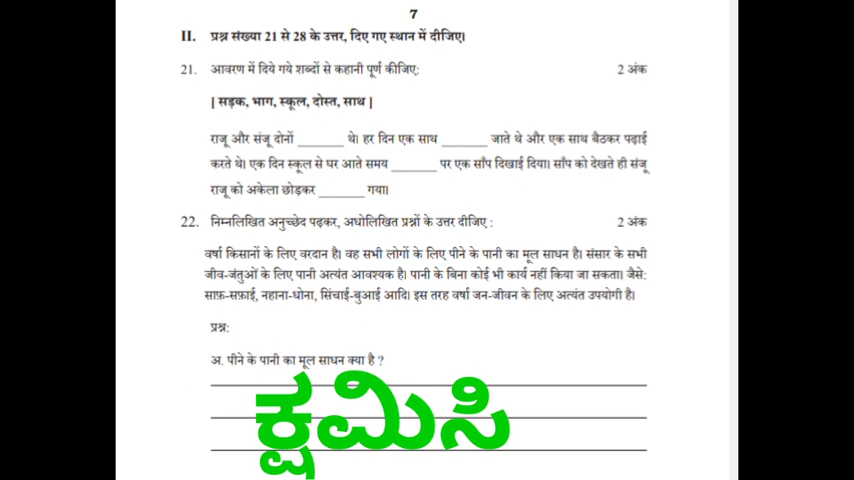 7
II. प्रश्न संख्या 21 से 28 के उत्तर, दिए गए स्थान में दीजिए।
21. आवरण में दिये गये शब्दों से कहानी पूर्ण कीजिए: 2 अंक
[ सड़क, भाग, स्कूल, दोस्त, साथ ]
राजू और संजू दोनों _______ थे। हर दिन एक साथ _______ जाते थे और एक साथ बैठकर पढ़ाई
करते थे। एक दिन स्कूल से घर आते समय _______ पर एक साँप दिखाई दिया। साँप को देखते ही संजू
राजू को अकेला छोड़कर _______ गया।
22. निम्नलिखित अनुच्छेद पढ़कर, अधोलिखित प्रश्नों के उत्तर दीजिए : 2 अंक
वर्षा किसानों के लिए वरदान है। वह सभी लोगों के लिए पीने के पानी का मूल साधन है। संसार के सभी
जीव-जंतुओं के लिए पानी अत्यंत आवश्यक है। पानी के बिना कोई भी कार्य नहीं किया जा सकता। जैसे:
साफ़-सफ़ाई, नहाना-धोना, सिंचाई-बुआई आदि। इस तरह वर्षा जन-जीवन के लिए अत्यंत उपयोगी है।
प्रश्न:
अ. पीने के पानी का मूल साधन क्या है ?
ಕ್ಷಮಿಸಿ